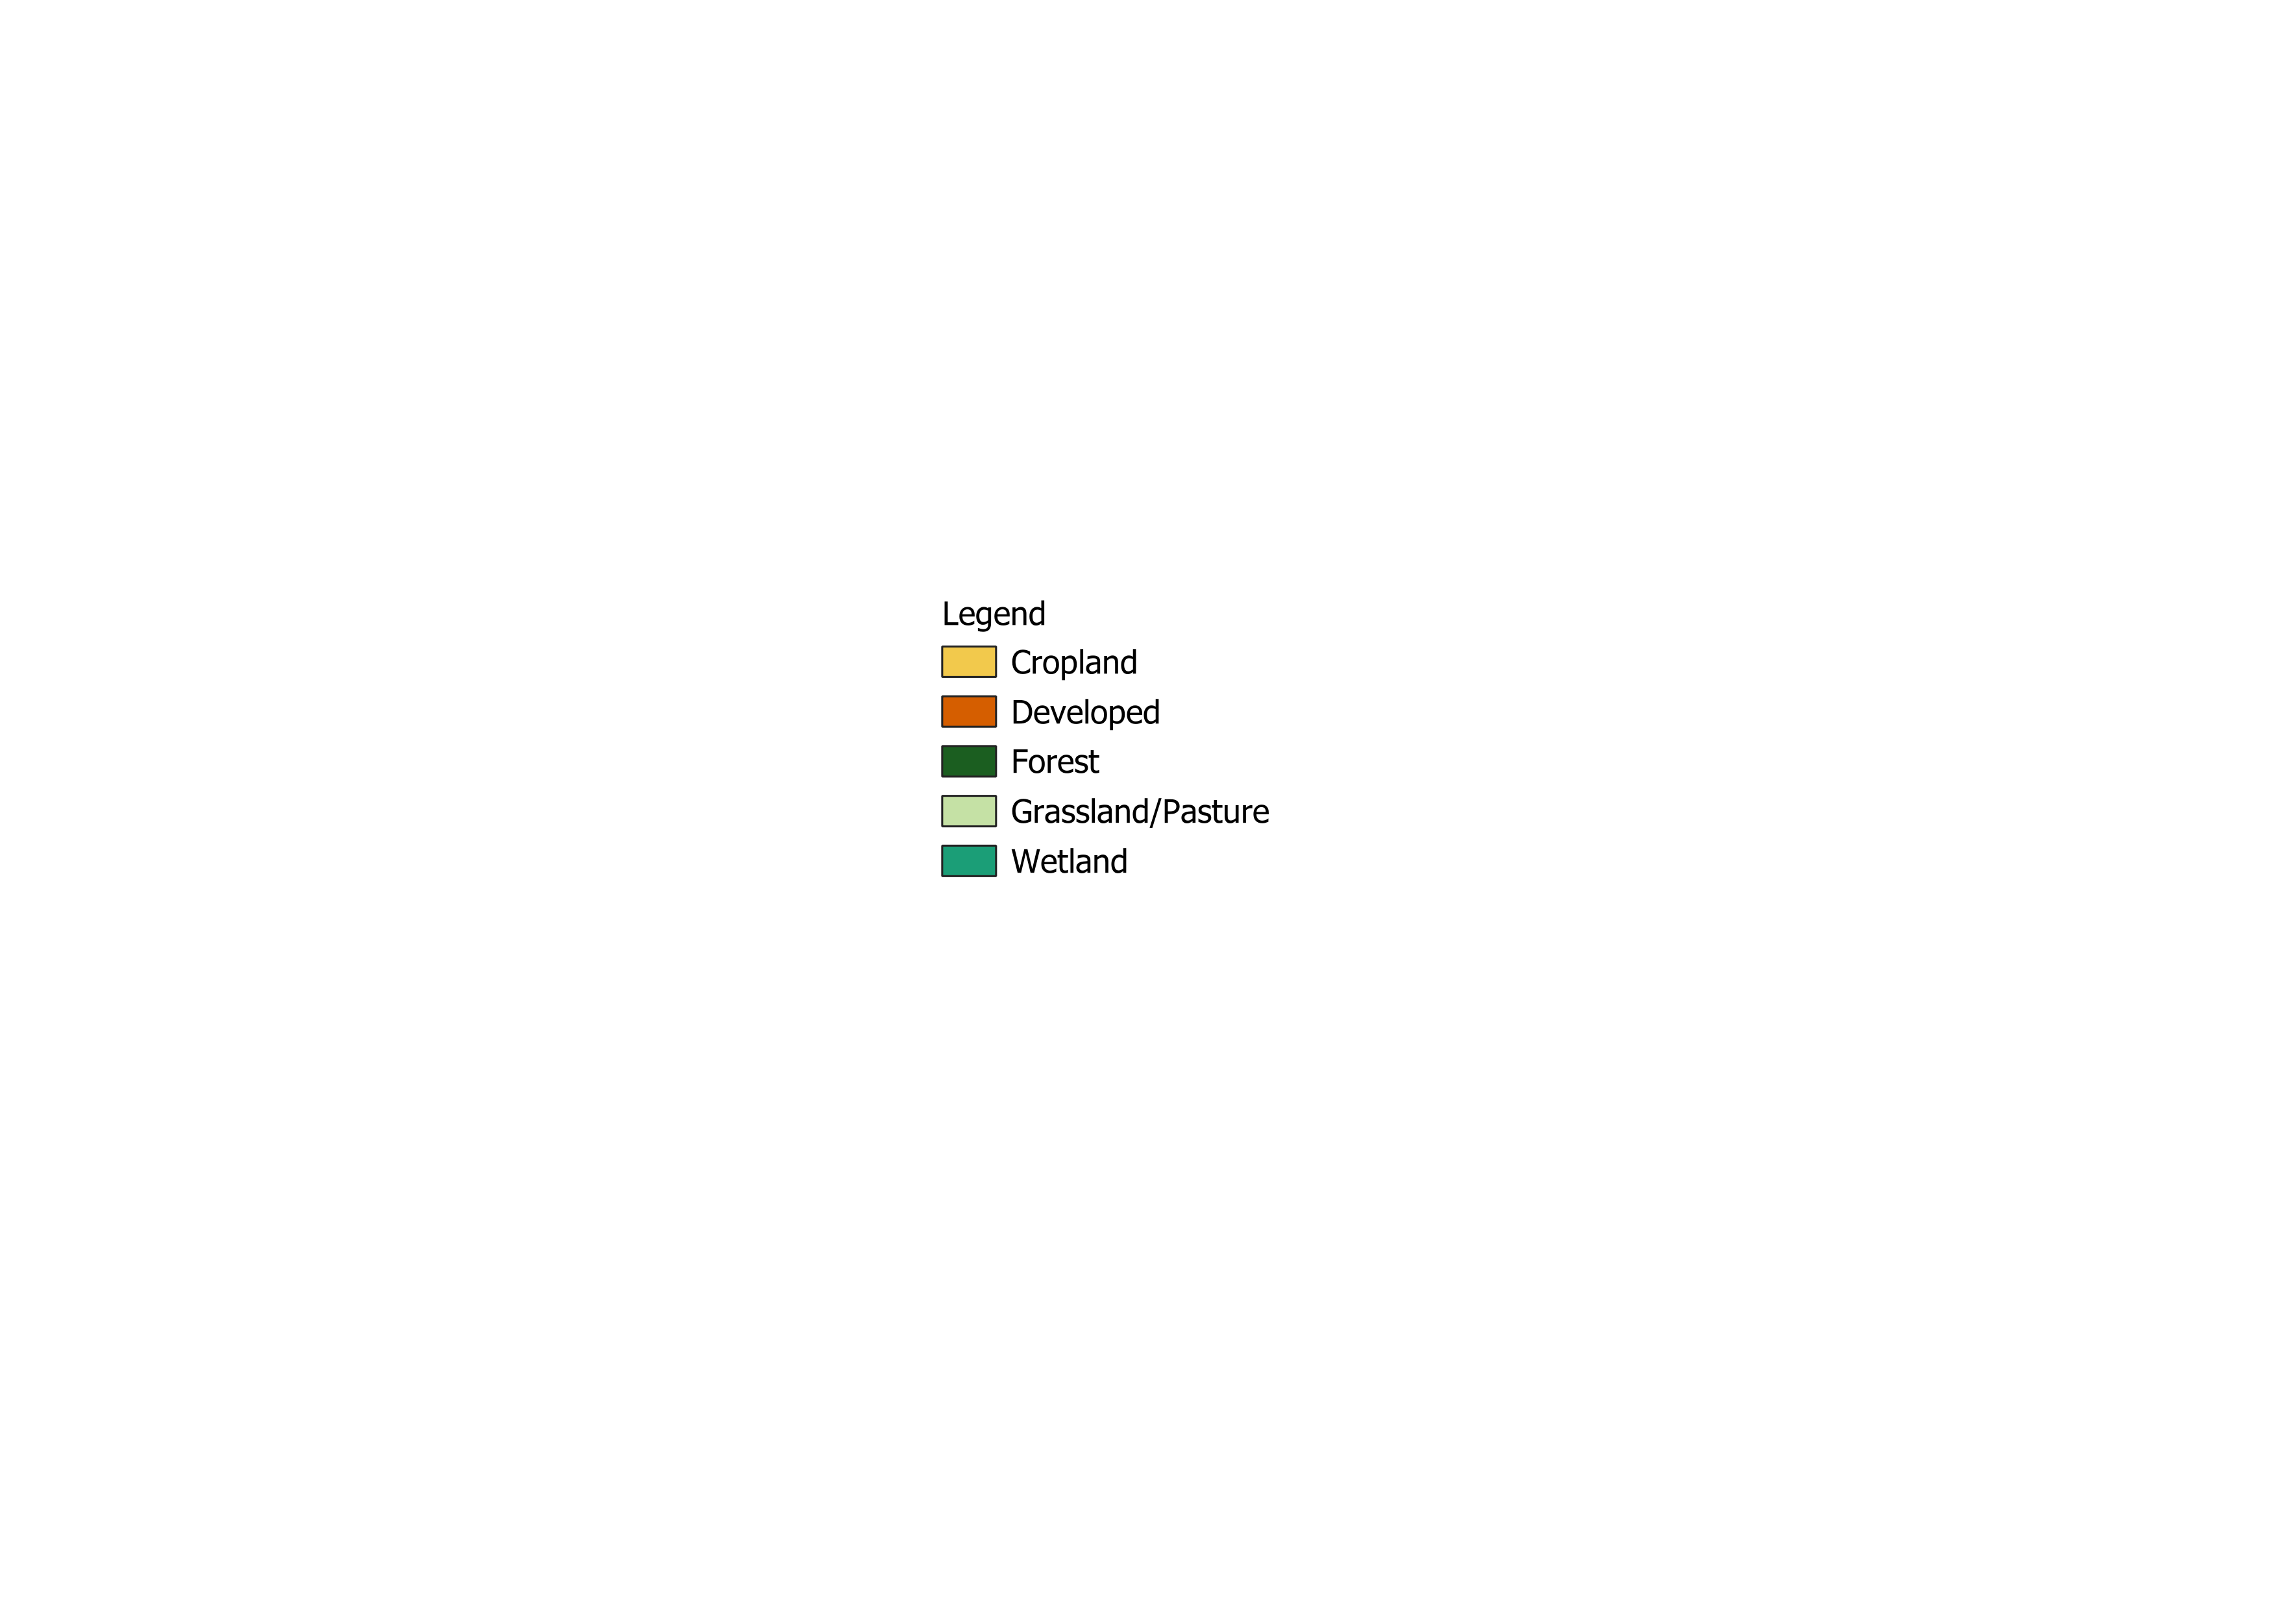 Legend
Cropland
Developed
Forest
Grassland/Pasture
Wetland